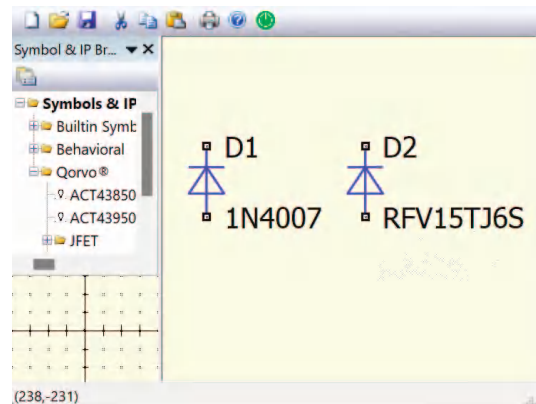 Symbol & IP Br...
Symbols & IP
Builtin Symb
Behavioral
Qorvo®
ACT43850
ACT43950
JFET
D1
1N4007
D2
RFV15TJ6S
(238,-231)